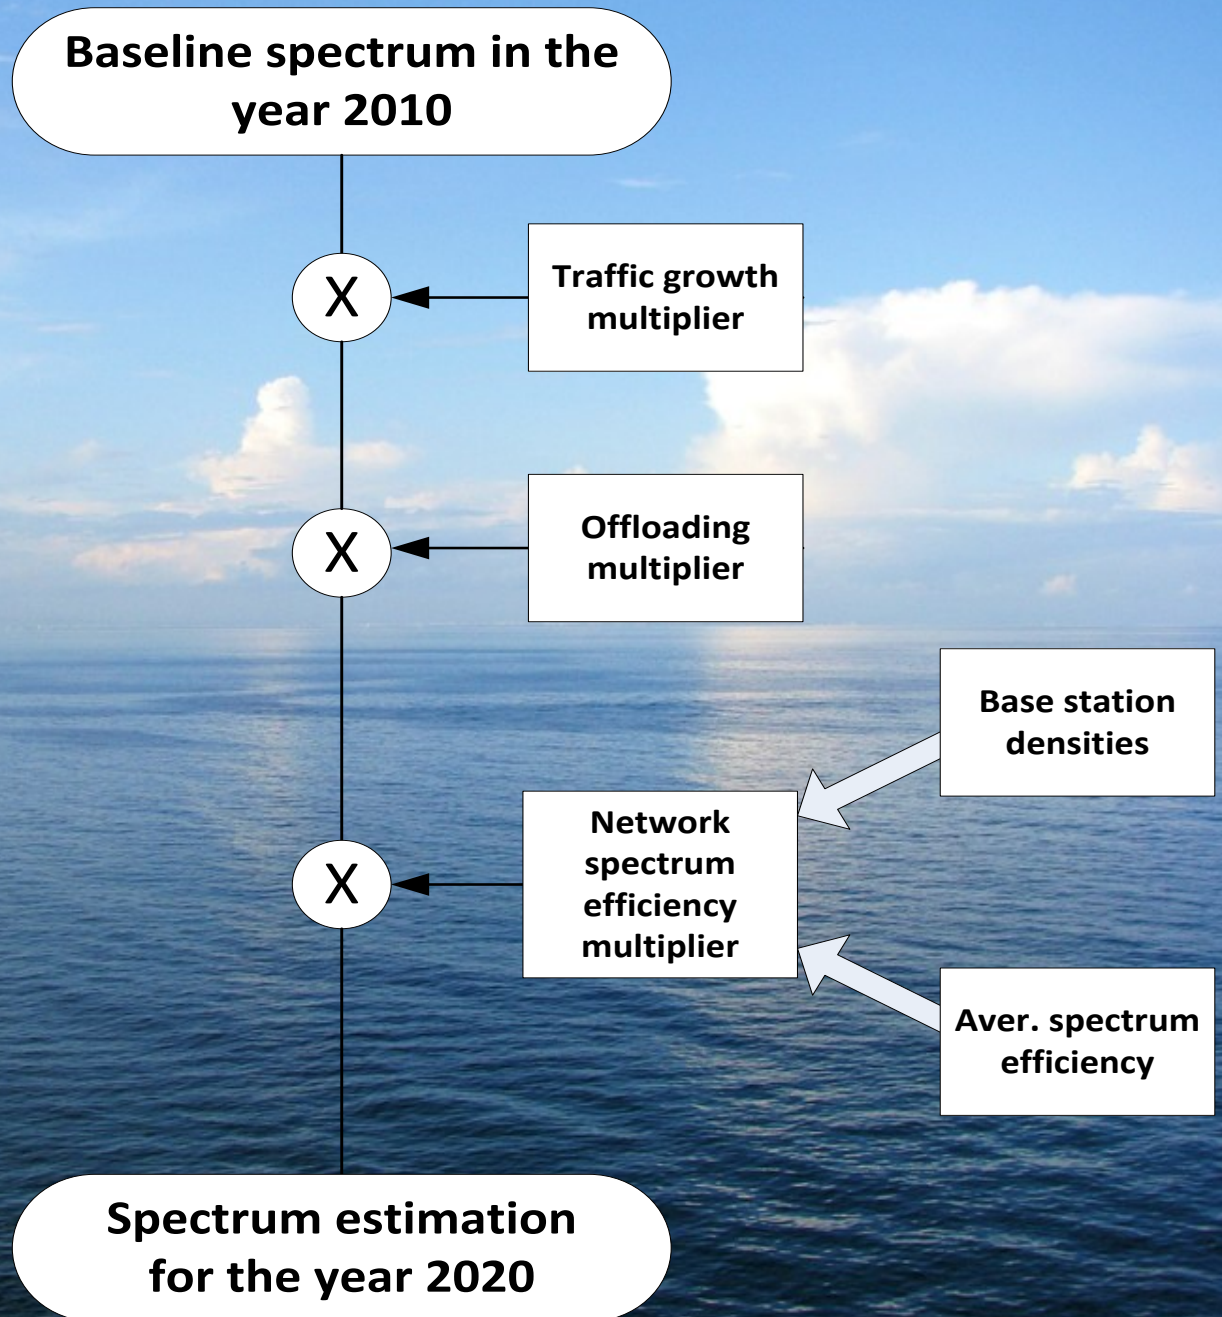 Baseline spectrum in the
year 2010
X
Traffic growth
multiplier
X
Offloading
multiplier
Base station
densities
X
Network
spectrum
efficiency
multiplier
Aver. spectrum
efficiency
Spectrum estimation
for the year 2020